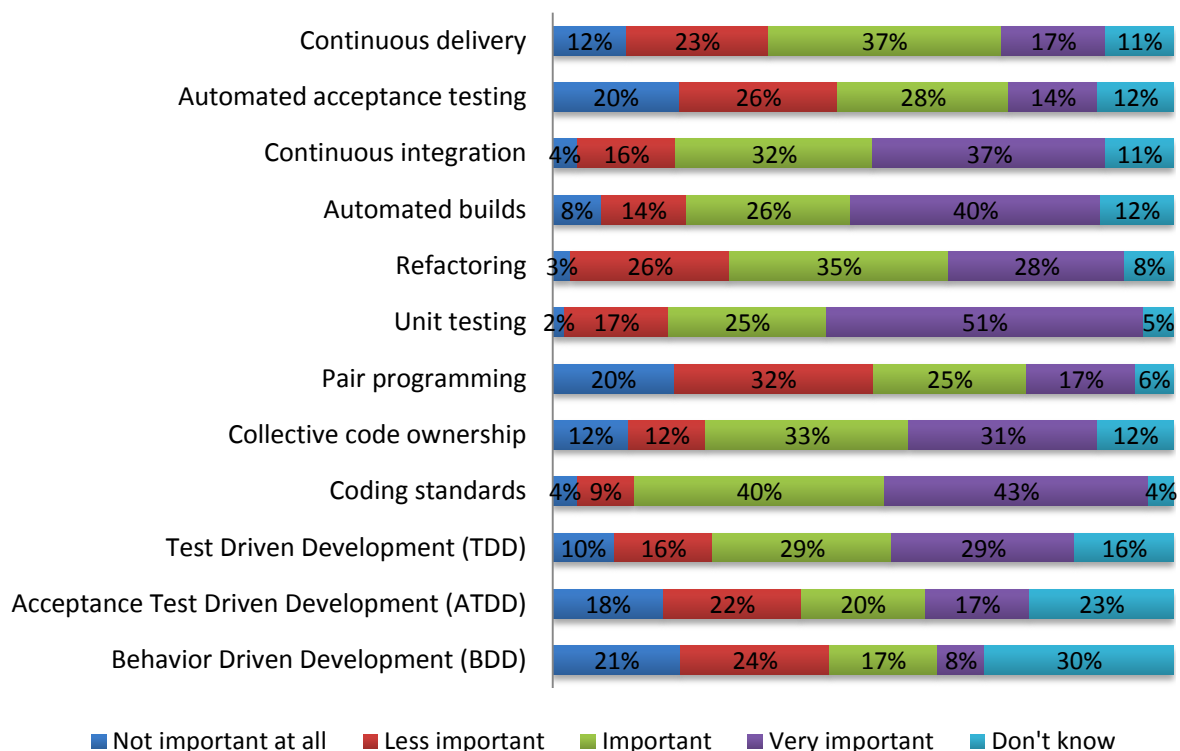 Continuous delivery 12% 23% 37% 17% 11%
Automated acceptance testing 20% 26% 28% 14% 12%
Continuous integration 4% 16% 32% 37% 11%
Automated builds 8% 14% 26% 40% 12%
Refactoring 3% 26% 35% 28% 8%
Unit testing 2% 17% 25% 51% 5%
Pair programming 20% 32% 25% 17% 6%
Collective code ownership 12% 12% 33% 31% 12%
Coding standards 4% 9% 40% 43% 4%
Test Driven Development (TDD) 10% 16% 29% 29% 16%
Acceptance Test Driven Development (ATDD) 18% 22% 20% 17% 23%
Behavior Driven Development (BDD) 21% 24% 17% 8% 30%
Not important at all Less important Important Very important Don't know